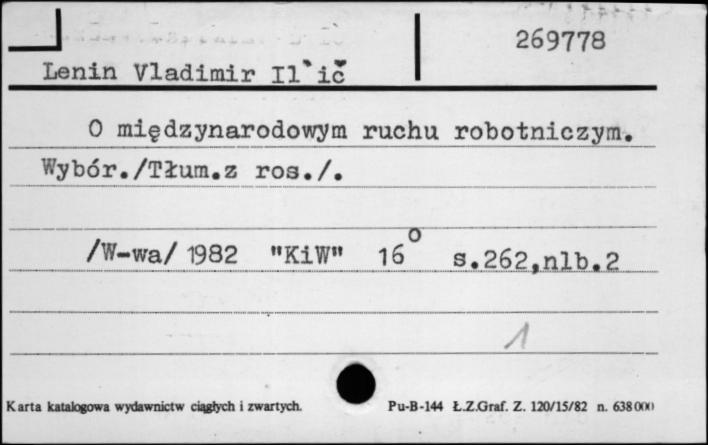 269778
Lenin Vladimir Il`ič
O międzynarodowym ruchu robotniczym.
Wybór./Tłum.z ros./.
/W-wa/ 1982 "KiW" 16° s.262,nlb.2
1
Karta katalogowa wydawnictw ciągłych i zwartych. Pu-B-144 Ł.Z.Graf. Z. 120/15/82 n. 638000